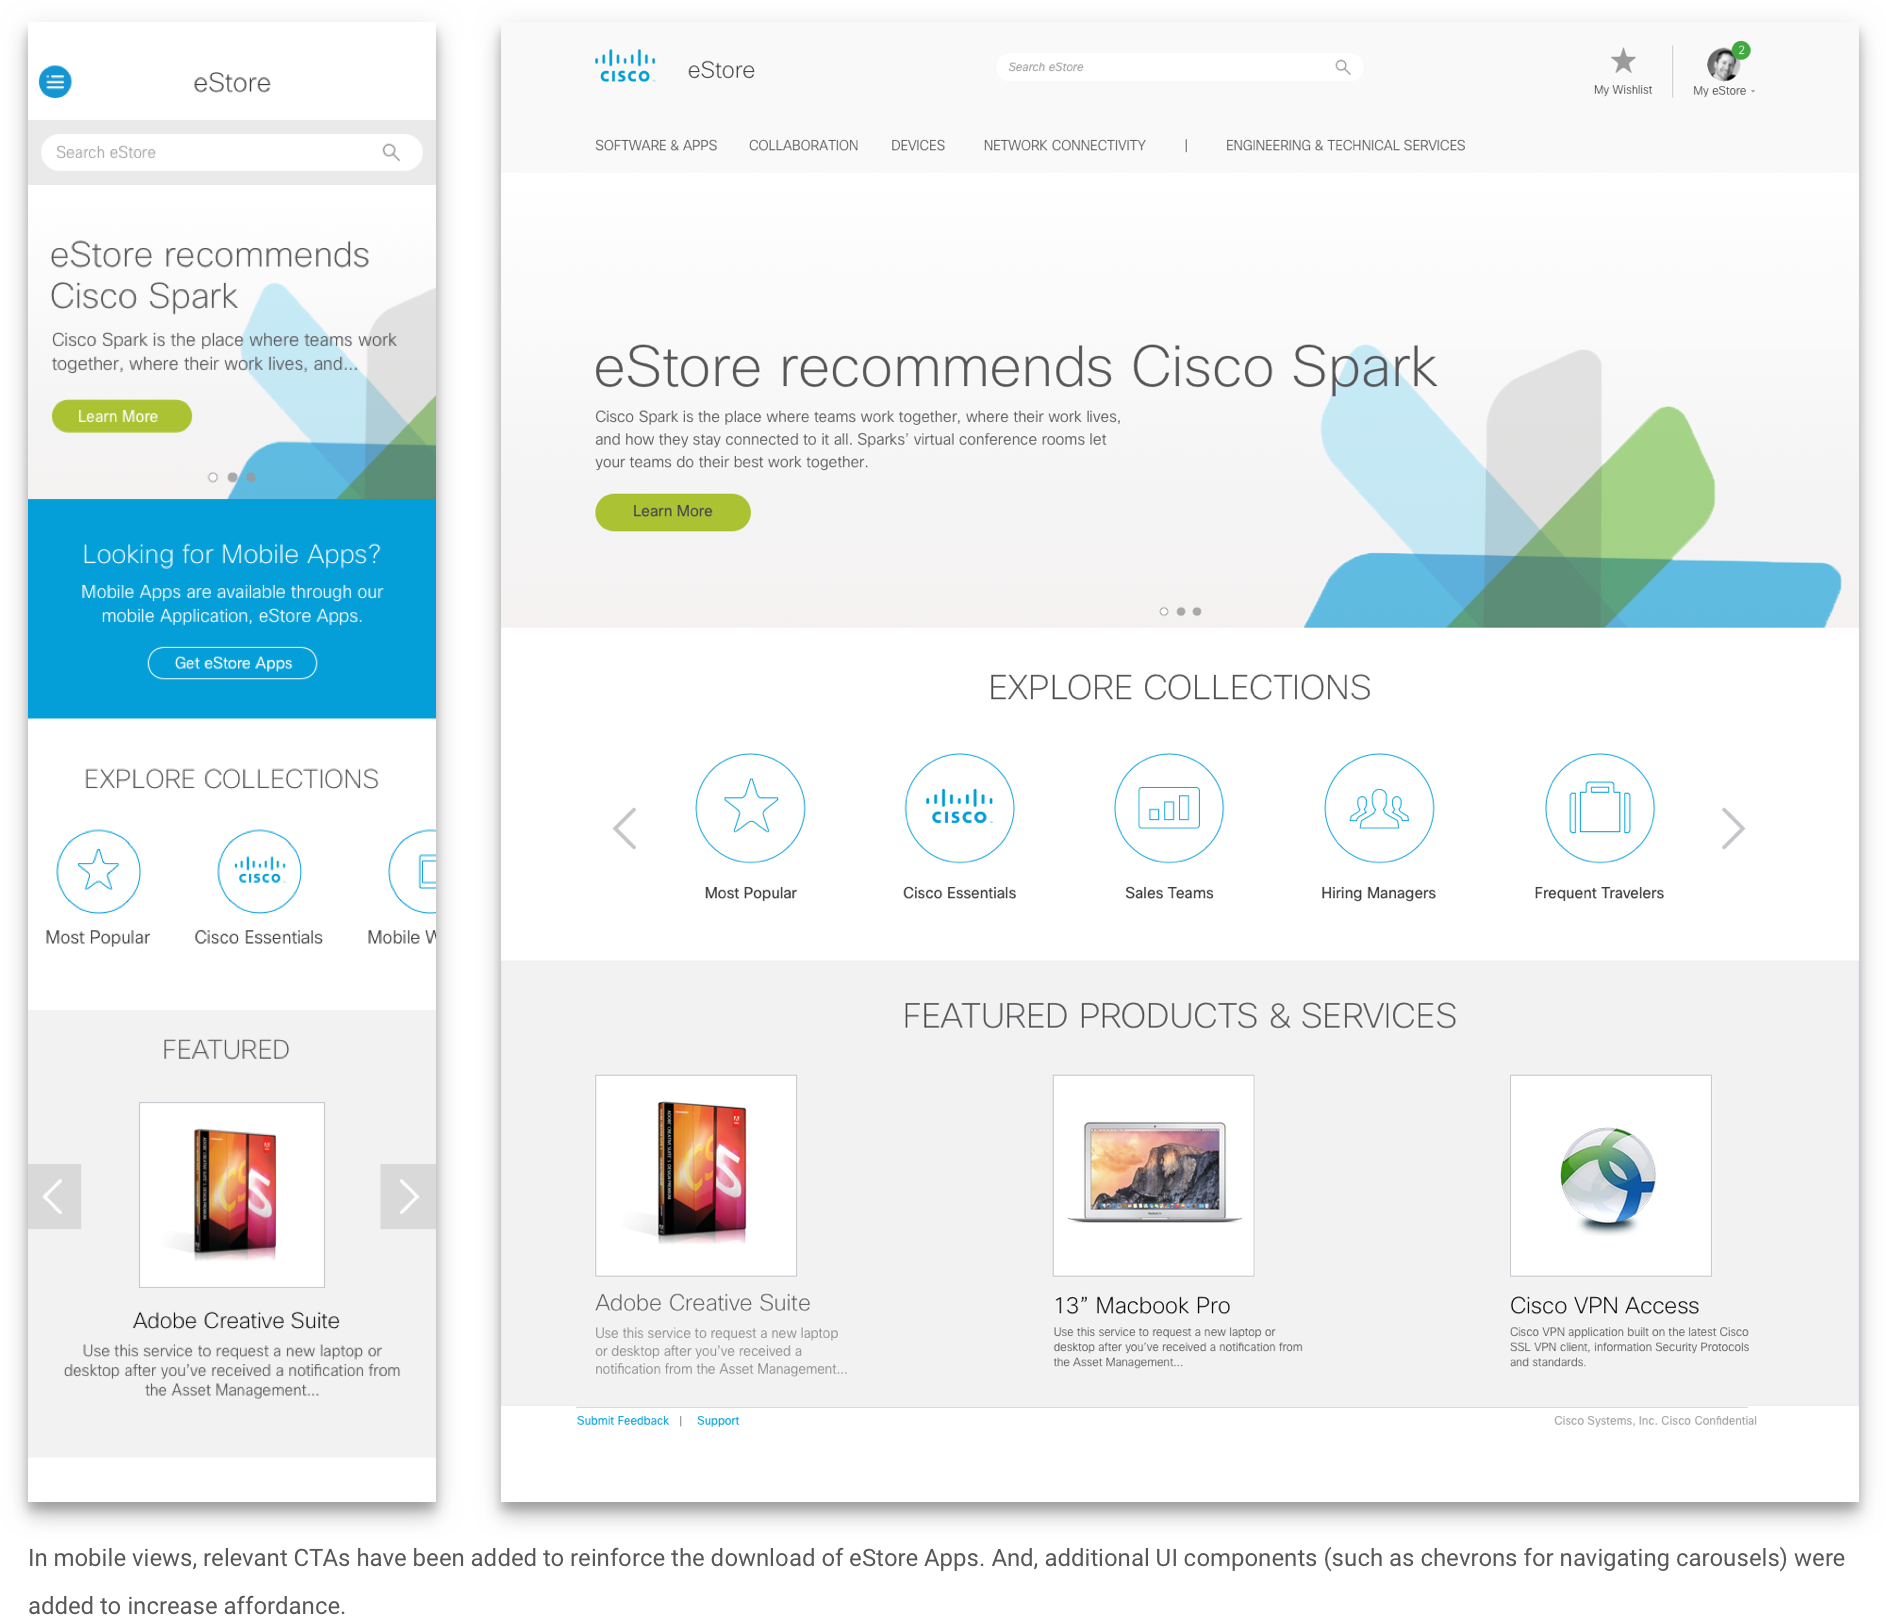 eStore
Search eStore
eStore recommends
Cisco Spark
Cisco Spark is the place where teams work
together, where their work lives, and...
Learn More
Looking for Mobile Apps?
Mobile Apps are available through our
mobile Application, eStore Apps.
Get eStore Apps
EXPLORE COLLECTIONS
CISCO
Most Popular
Cisco Essentials
Mobile W
FEATURED
CS5
Adobe Creative Suite
Use this service to request a new laptop or
desktop after you've received a notification from
the Asset Management...
CISCO
eStore
Search eStore
My Wishlist
2
My eStore
SOFTWARE & APPS
COLLABORATION
DEVICES
NETWORK CONNECTIVITY
|
ENGINEERING & TECHNICAL SERVICES
eStore recommends Cisco Spark
Cisco Spark is the place where teams work together, where their work lives,
and how they stay connected to it all. Sparks' virtual conference rooms let
your teams do their best work together.
Learn More
EXPLORE COLLECTIONS
CISCO
Most Popular
Cisco Essentials
Sales Teams
Hiring Managers
Frequent Travelers
FEATURED PRODUCTS & SERVICES
CS5
Adobe Creative Suite
Use this service to request a new laptop
or desktop after you've received a
notification from the Asset Management...
13” Macbook Pro
Use this service to request a new laptop or
desktop after you've received a notification from
the Asset Management...
Cisco VPN Access
Cisco VPN application built on the latest Cisco
SSL VPN client, information Security Protocols
and standards.
Submit Feedback | Support
Cisco Systems, Inc. Cisco Confidential
In mobile views, relevant CTAs have been added to reinforce the download of eStore Apps. And, additional UI components (such as chevrons for navigating carousels) were
added to increase affordance.